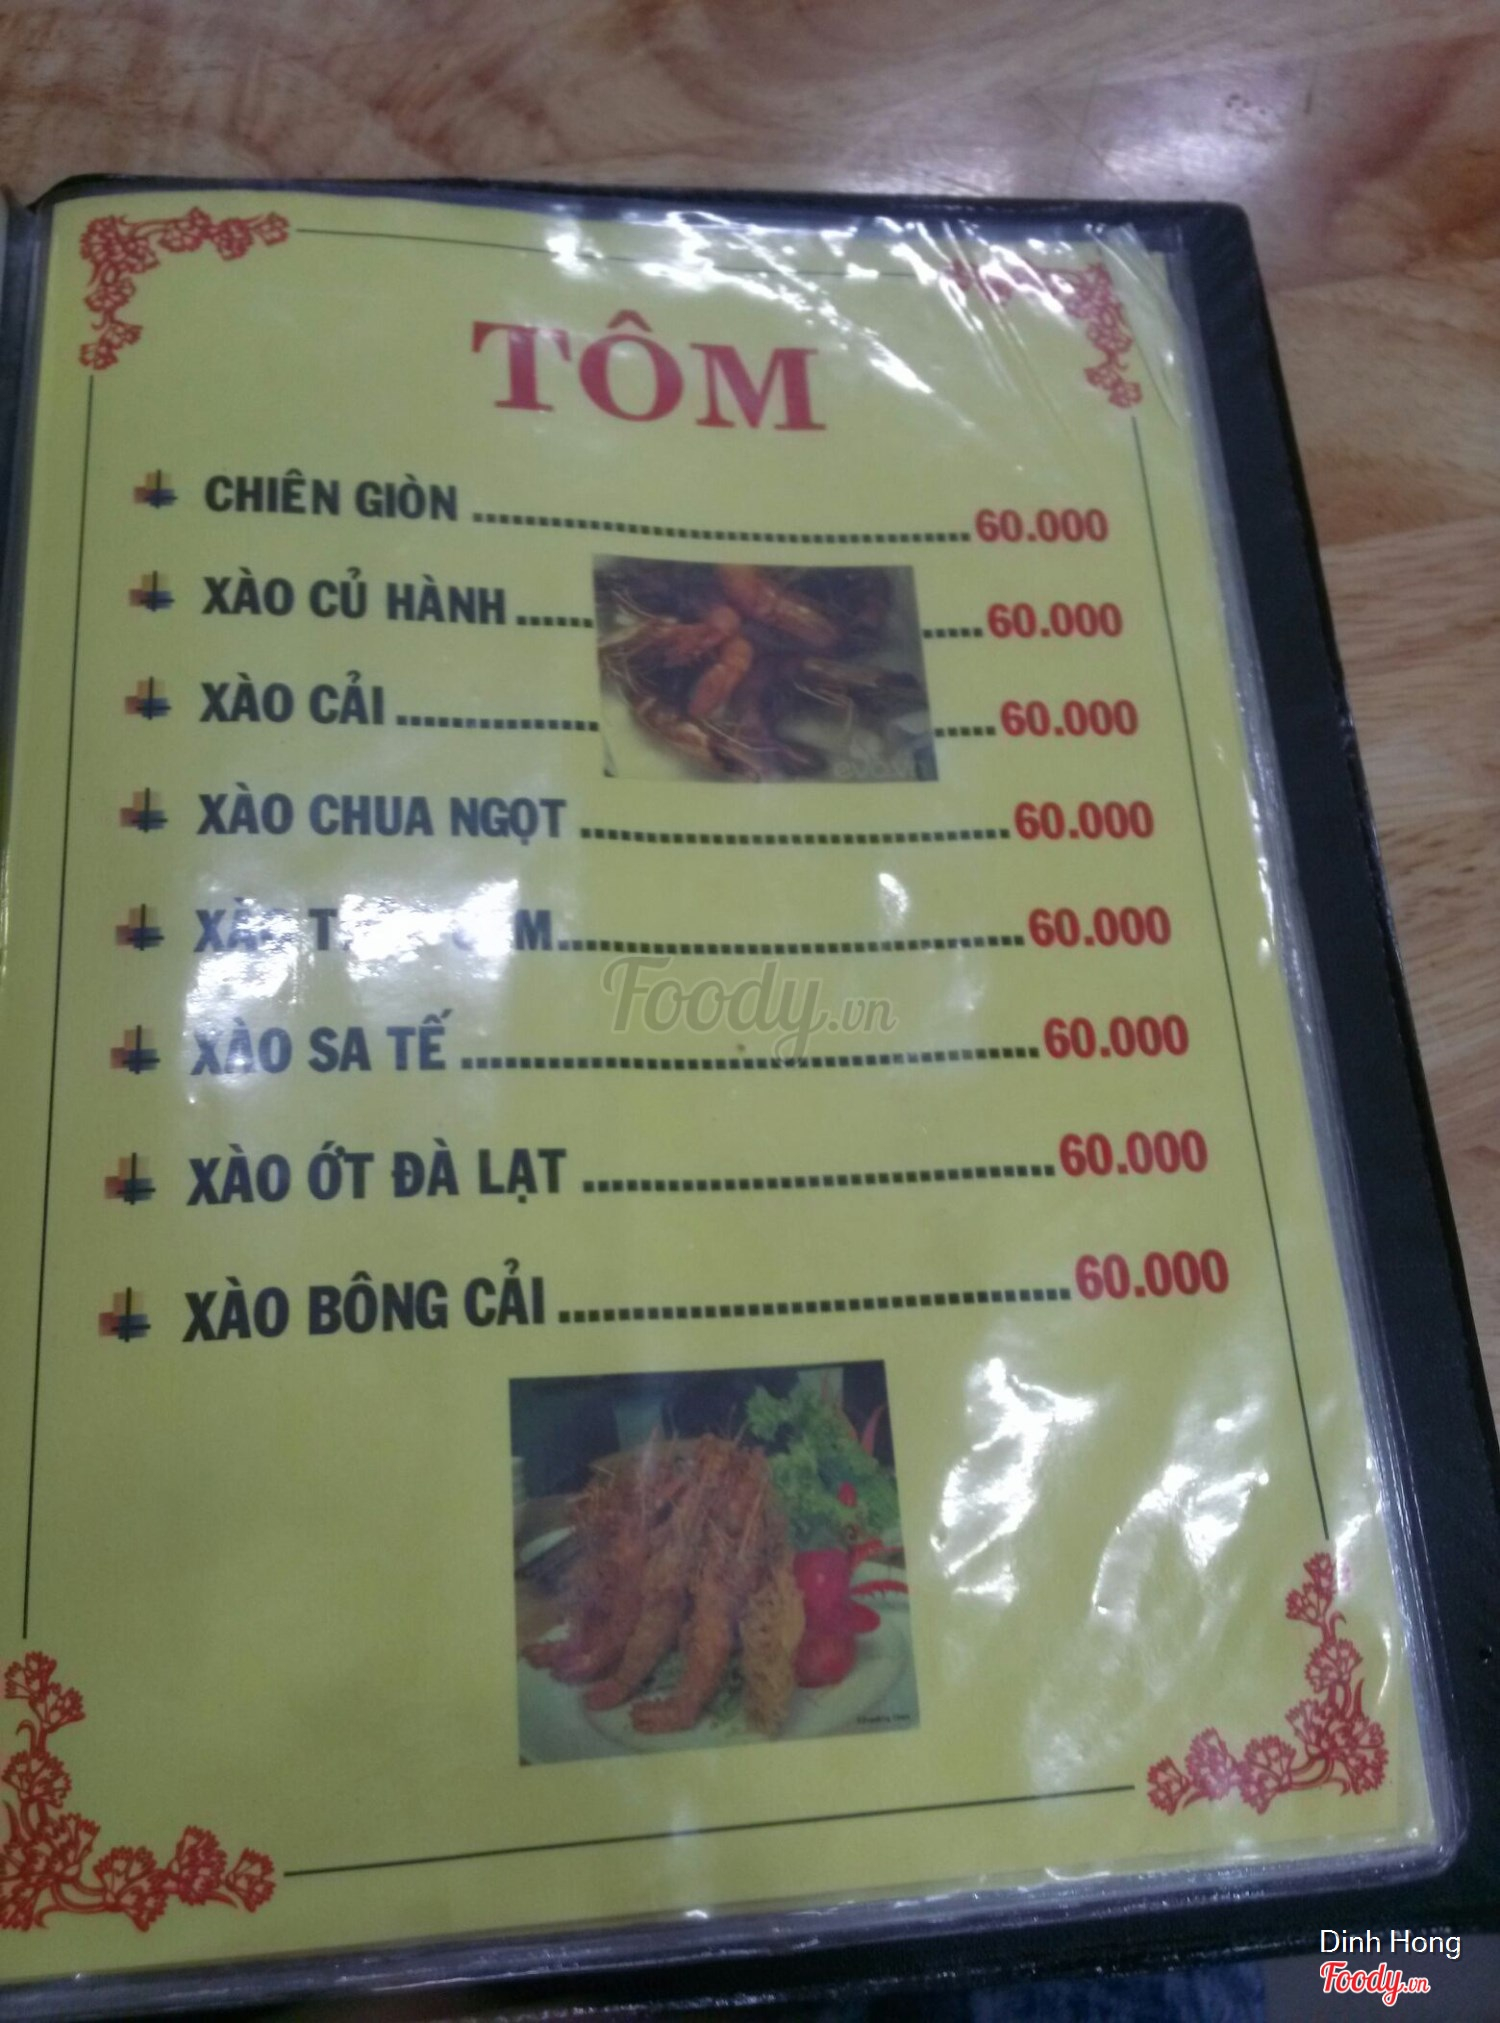 TÔM
CHIÊN GIÒN ........................................ 60.000
XÀO CỦ HÀNH ...... ..... 60.000
XÀO CẢI ................ ..... 60.000
XÀO CHUA NGỌT .................................. 60.000
XÀO ..................................... 60.000
Foody.vn
XÀO SA TẾ .............................................. 60.000
XÀO ỚT ĐÀ LẠT ..................................... 60.000
XÀO BÔNG CẢI ....................................... 60.000
Dinh Hong
Foody.vn